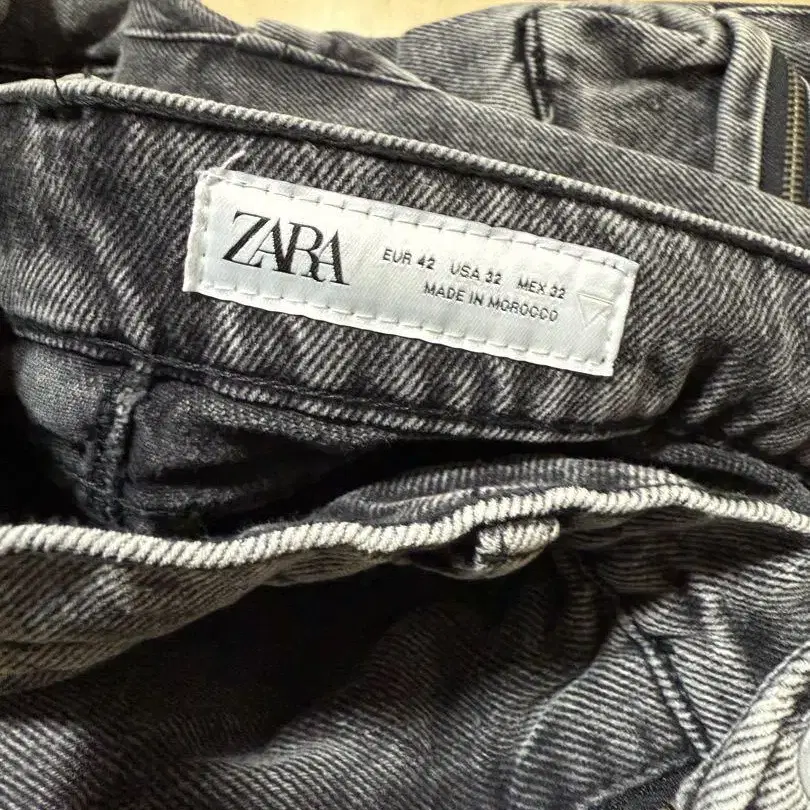 ZARA
EUR 42 USA 32 MEX 32
MADE IN MOROCCO